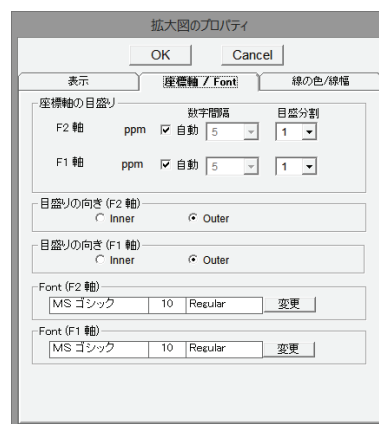 拡大図のプロパティ
OK Cancel
表示 座標軸 / Font 線の色/線幅
座標軸の目盛り
数字間隔 目盛分割
F2 軸 ppm 自動 5 1
F1 軸 ppm 自動 5 1
目盛りの向き (F2 軸)
Inner Outer
目盛りの向き (F1 軸)
Inner Outer
Font (F2 軸)
MS ゴシック 10 Regular 変更
Font (F1 軸)
MS ゴシック 10 Regular 変更